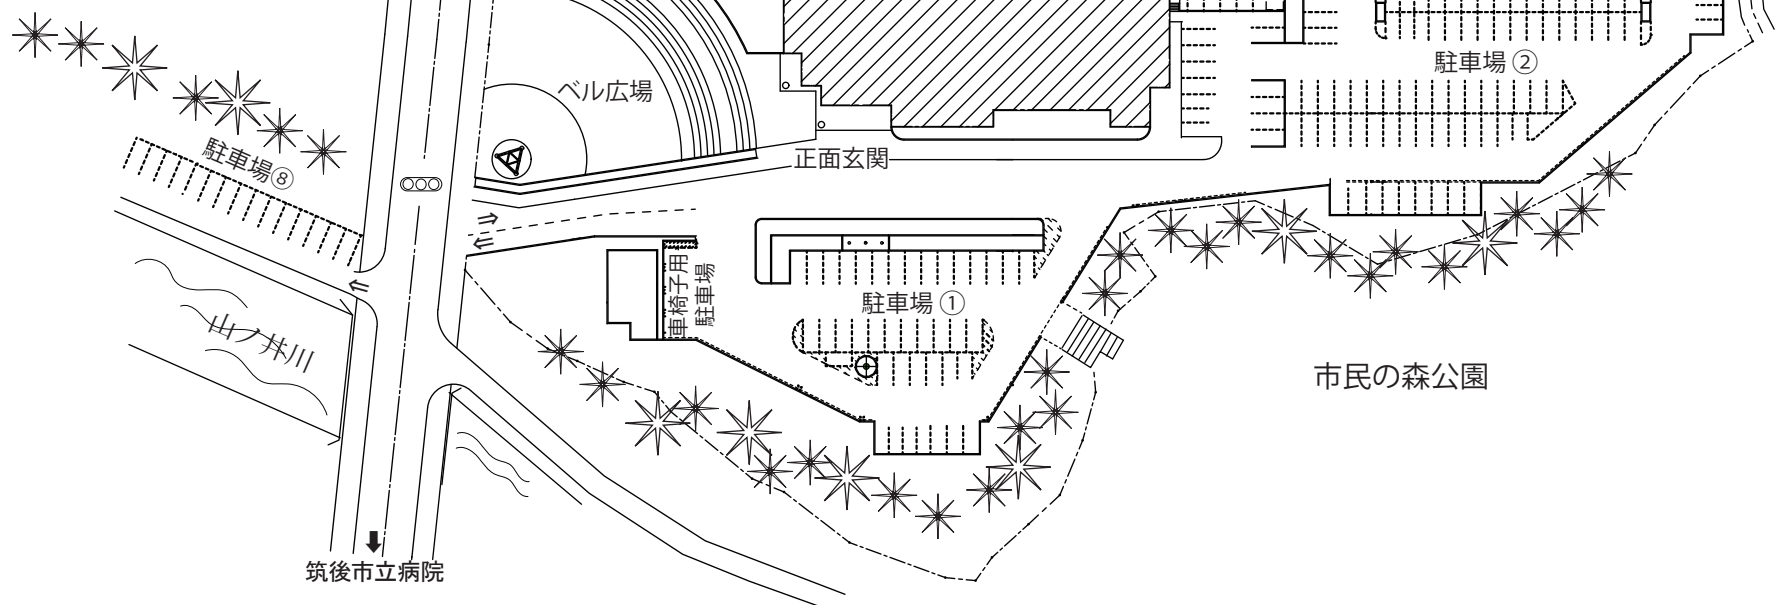 駐車場②
ベル広場
駐車場⑧
正面玄関
車椅子用
駐車場
駐車場①
山ノ井川
市民の森公園
筑後市立病院